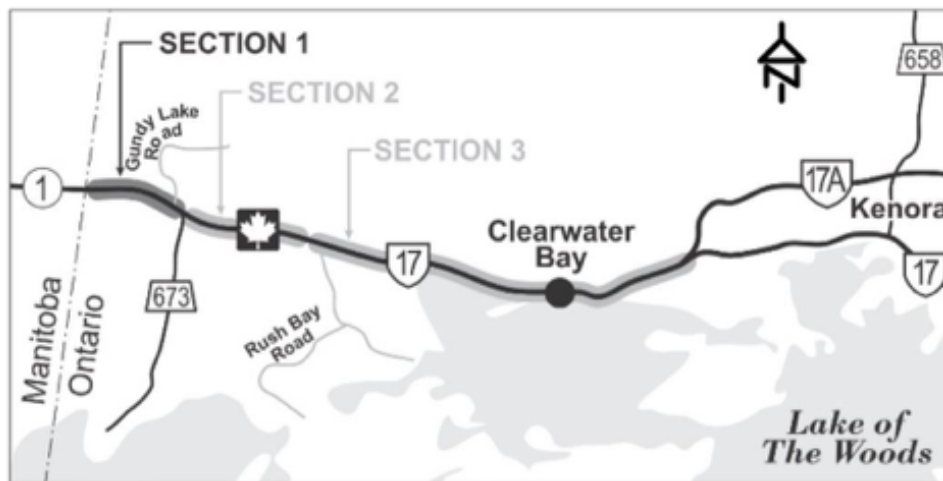 SECTION 1
658
SECTION 2
N
Gundy Lake
Road
SECTION 3
1
17A
Kenora
Clearwater
Bay
17
17
673
Manitoba
Ontario
Rush Bay
Road
Lake of
The Woods